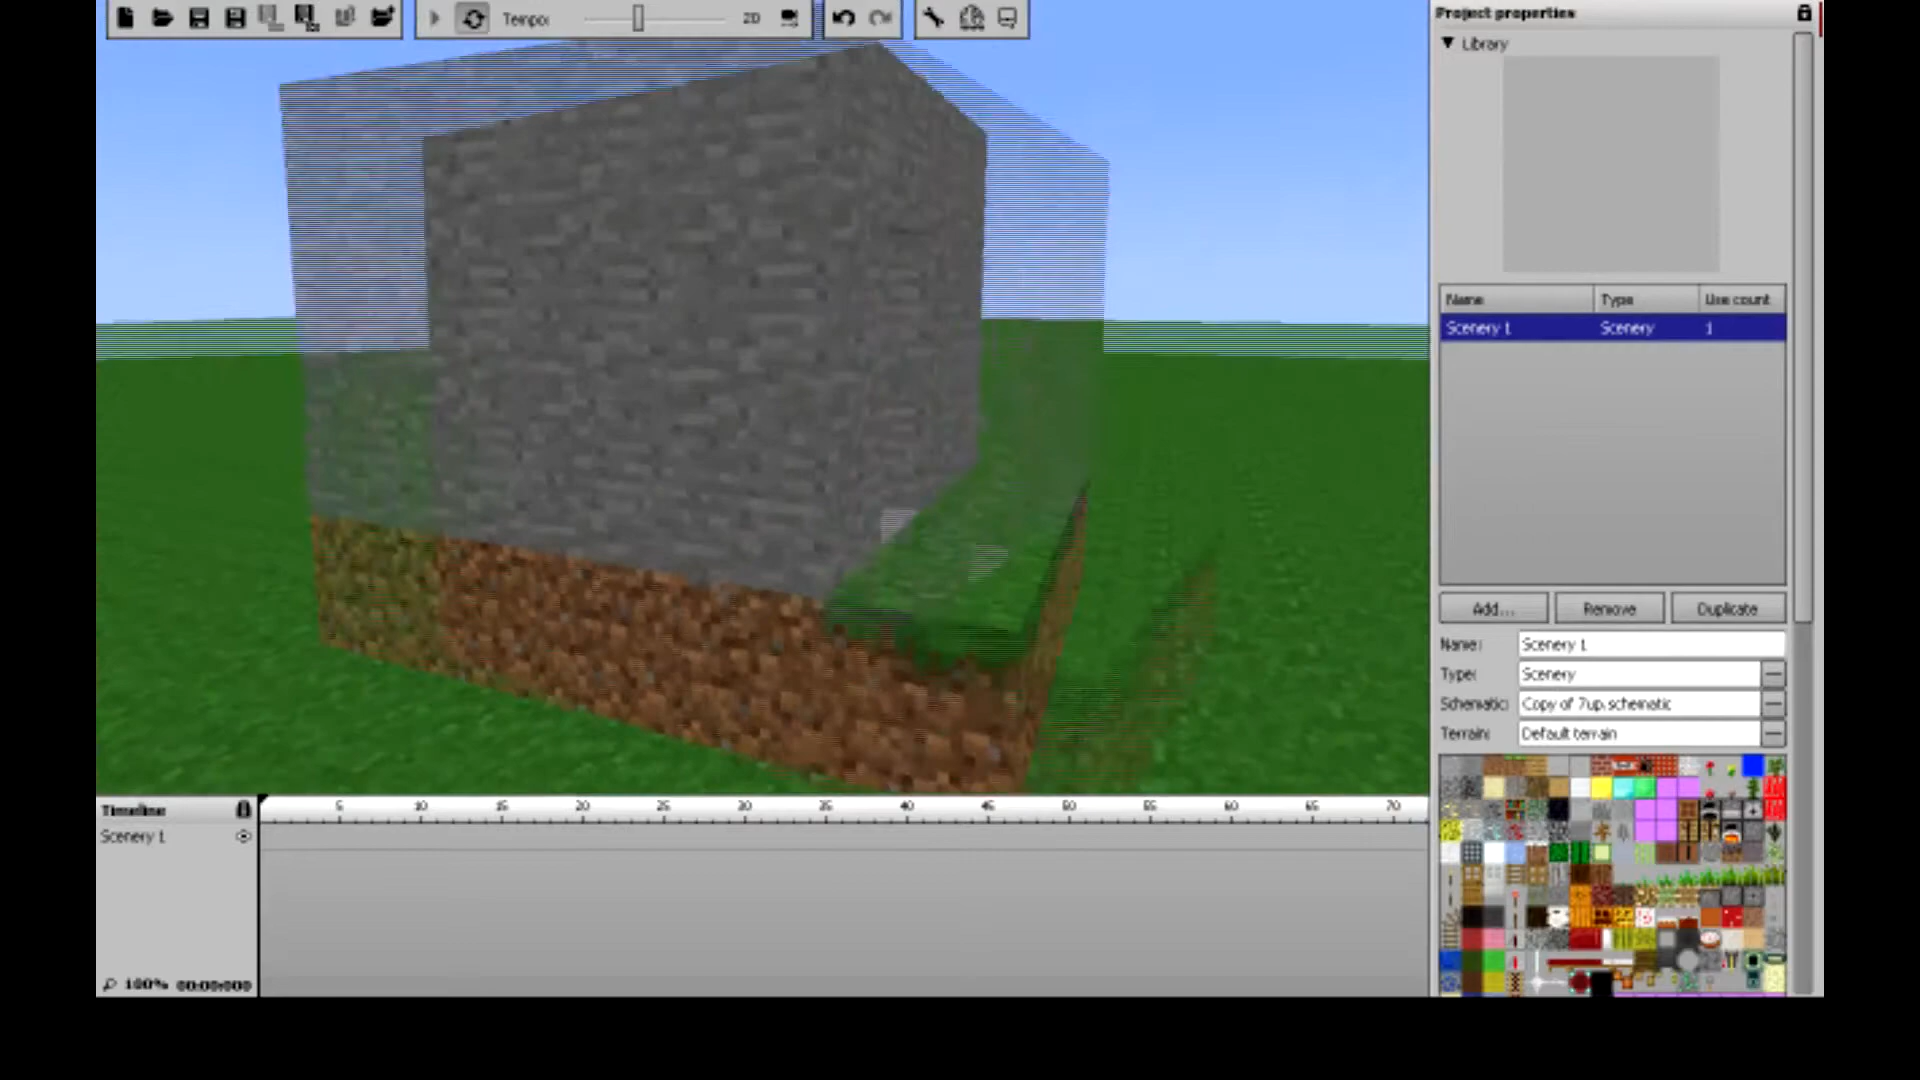 Tempo: 20
Project properties
Library
Name Type Use count
Scenery 1 Scenery 1
Add... Remove Duplicate
Name: Scenery 1
Type: Scenery
Schematic: Copy of 7up.schematic
Terrain: Default terrain
Timeline 5 10 15 20 25 30 35 40 45 50 55 60 65 70
Scenery 1
100% 00:00:000